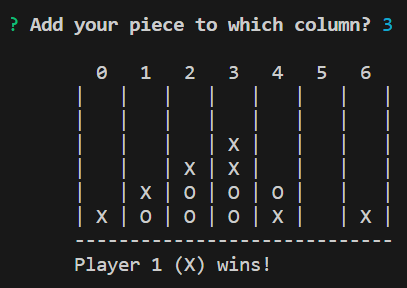 ? Add your piece to which column? 3
  0   1   2   3   4   5   6
|   |   |   |   |   |   |   |
|   |   |   |   |   |   |   |
|   |   |   | X |   |   |   |
|   |   | X | X |   |   |   |
|   | X | O | O | O |   |   |
| X | O | O | O | X |   | X |
-----------------------------
Player 1 (X) wins!